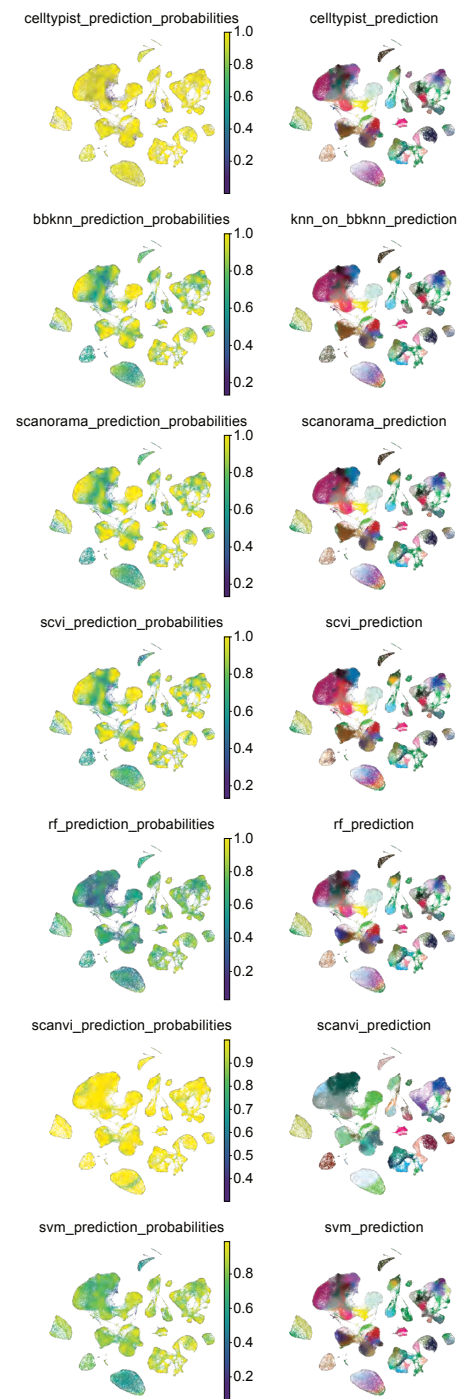 celltypist_prediction_probabilities
celltypist_prediction
1.0
0.8
0.6
0.4
0.2
bbknn_prediction_probabilities
knn_on_bbknn_prediction
1.0
0.8
0.6
0.4
0.2
scanorama_prediction_probabilities
scanorama_prediction
1.0
0.8
0.6
0.4
0.2
scvi_prediction_probabilities
scvi_prediction
1.0
0.8
0.6
0.4
0.2
rf_prediction_probabilities
rf_prediction
1.0
0.8
0.6
0.4
0.2
scanvi_prediction_probabilities
scanvi_prediction
0.9
0.8
0.7
0.6
0.5
0.4
svm_prediction_probabilities
svm_prediction
0.8
0.6
0.4
0.2